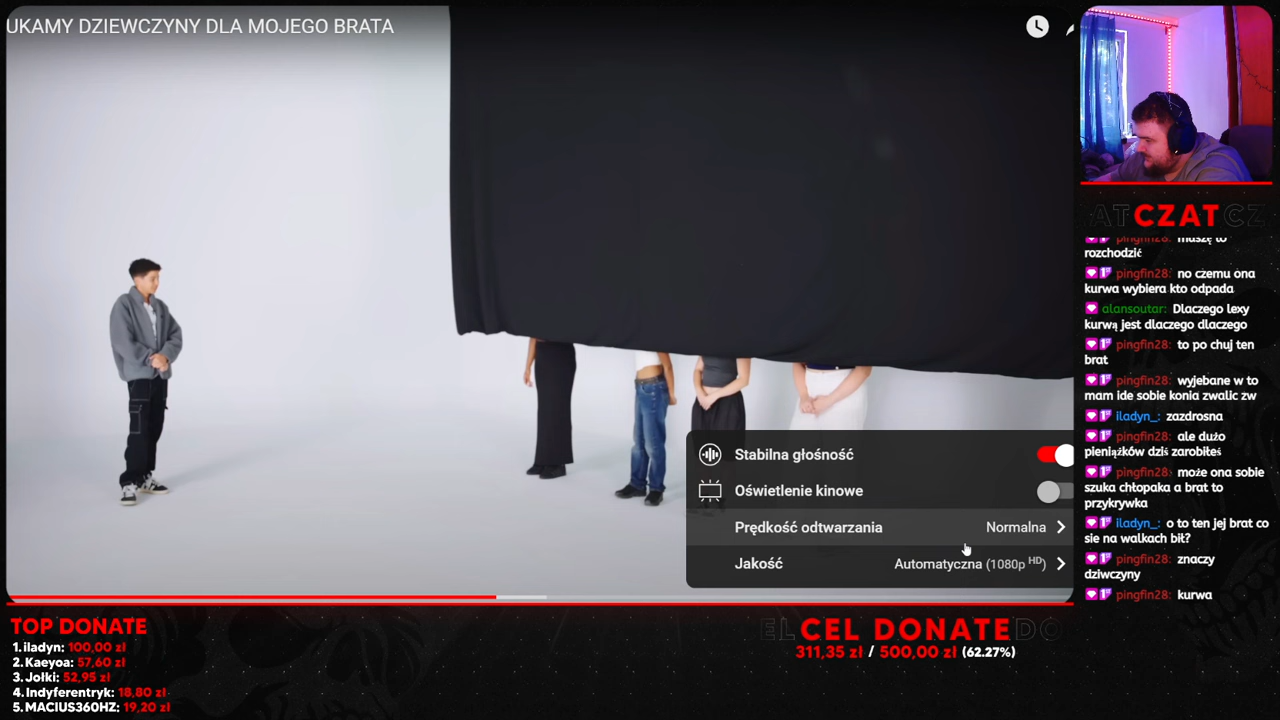 UKAMY DZIEWCZYNY DLA MOJEGO BRATA
Stabilna głośność
Oświetlenie kinowe
Prędkość odtwarzania Normalna
Jakość Automatyczna (1080p HD)
CZAT
pingfin28: muszę to
rozchodzić
pingfin28: no czemu ona
kurwa wybiera kto odpada
alansoutar: Dlaczego lexy
kurwą jest dlaczego dlaczego
pingfin28: to po chuj ten
brat
pingfin28: wyjebane w to
mam ide sobie konia zwalic zw
iladyn_: zazdrosna
pingfin28: ale dużo
pieniążków dziś zarobiłeś
pingfin28: może ona sobie
szuka chłopaka a brat to
przykrywka
iladyn_: o to ten jej brat co
sie na walkach bił?
pingfin28: znaczy
dziwczyny
pingfin28: kurwa
TOP DONATE
1. iladyn: 100,00 zł
2. Kaeyoa: 57,60 zł
3. Jołki: 52,95 zł
4. Indyferentryk: 18,80 zł
5. MACIUS360HZ: 19,20 zł
EL CEL DONATE DO
311,35 zł / 500,00 zł (62.27%)